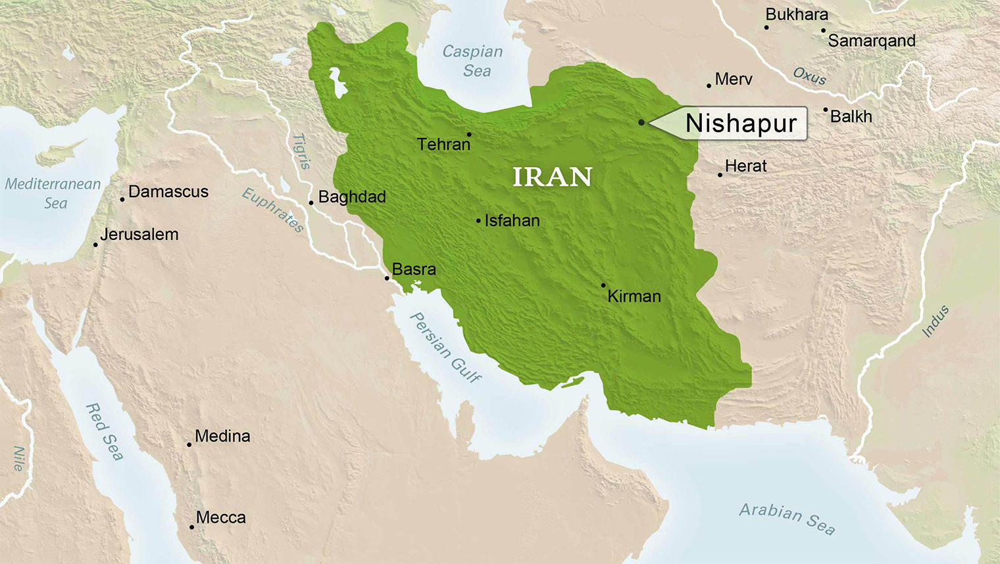 Bukhara
Samarqand
Caspian
Sea
Oxus
Merv
Balkh
Nishapur
Tehran
Tigris
Herat
IRAN
Mediterranean
Sea
Damascus
Euphrates
Baghdad
Isfahan
Jerusalem
Basra
Kirman
Persian Gulf
Indus
Red Sea
Medina
Nile
Mecca
Arabian Sea